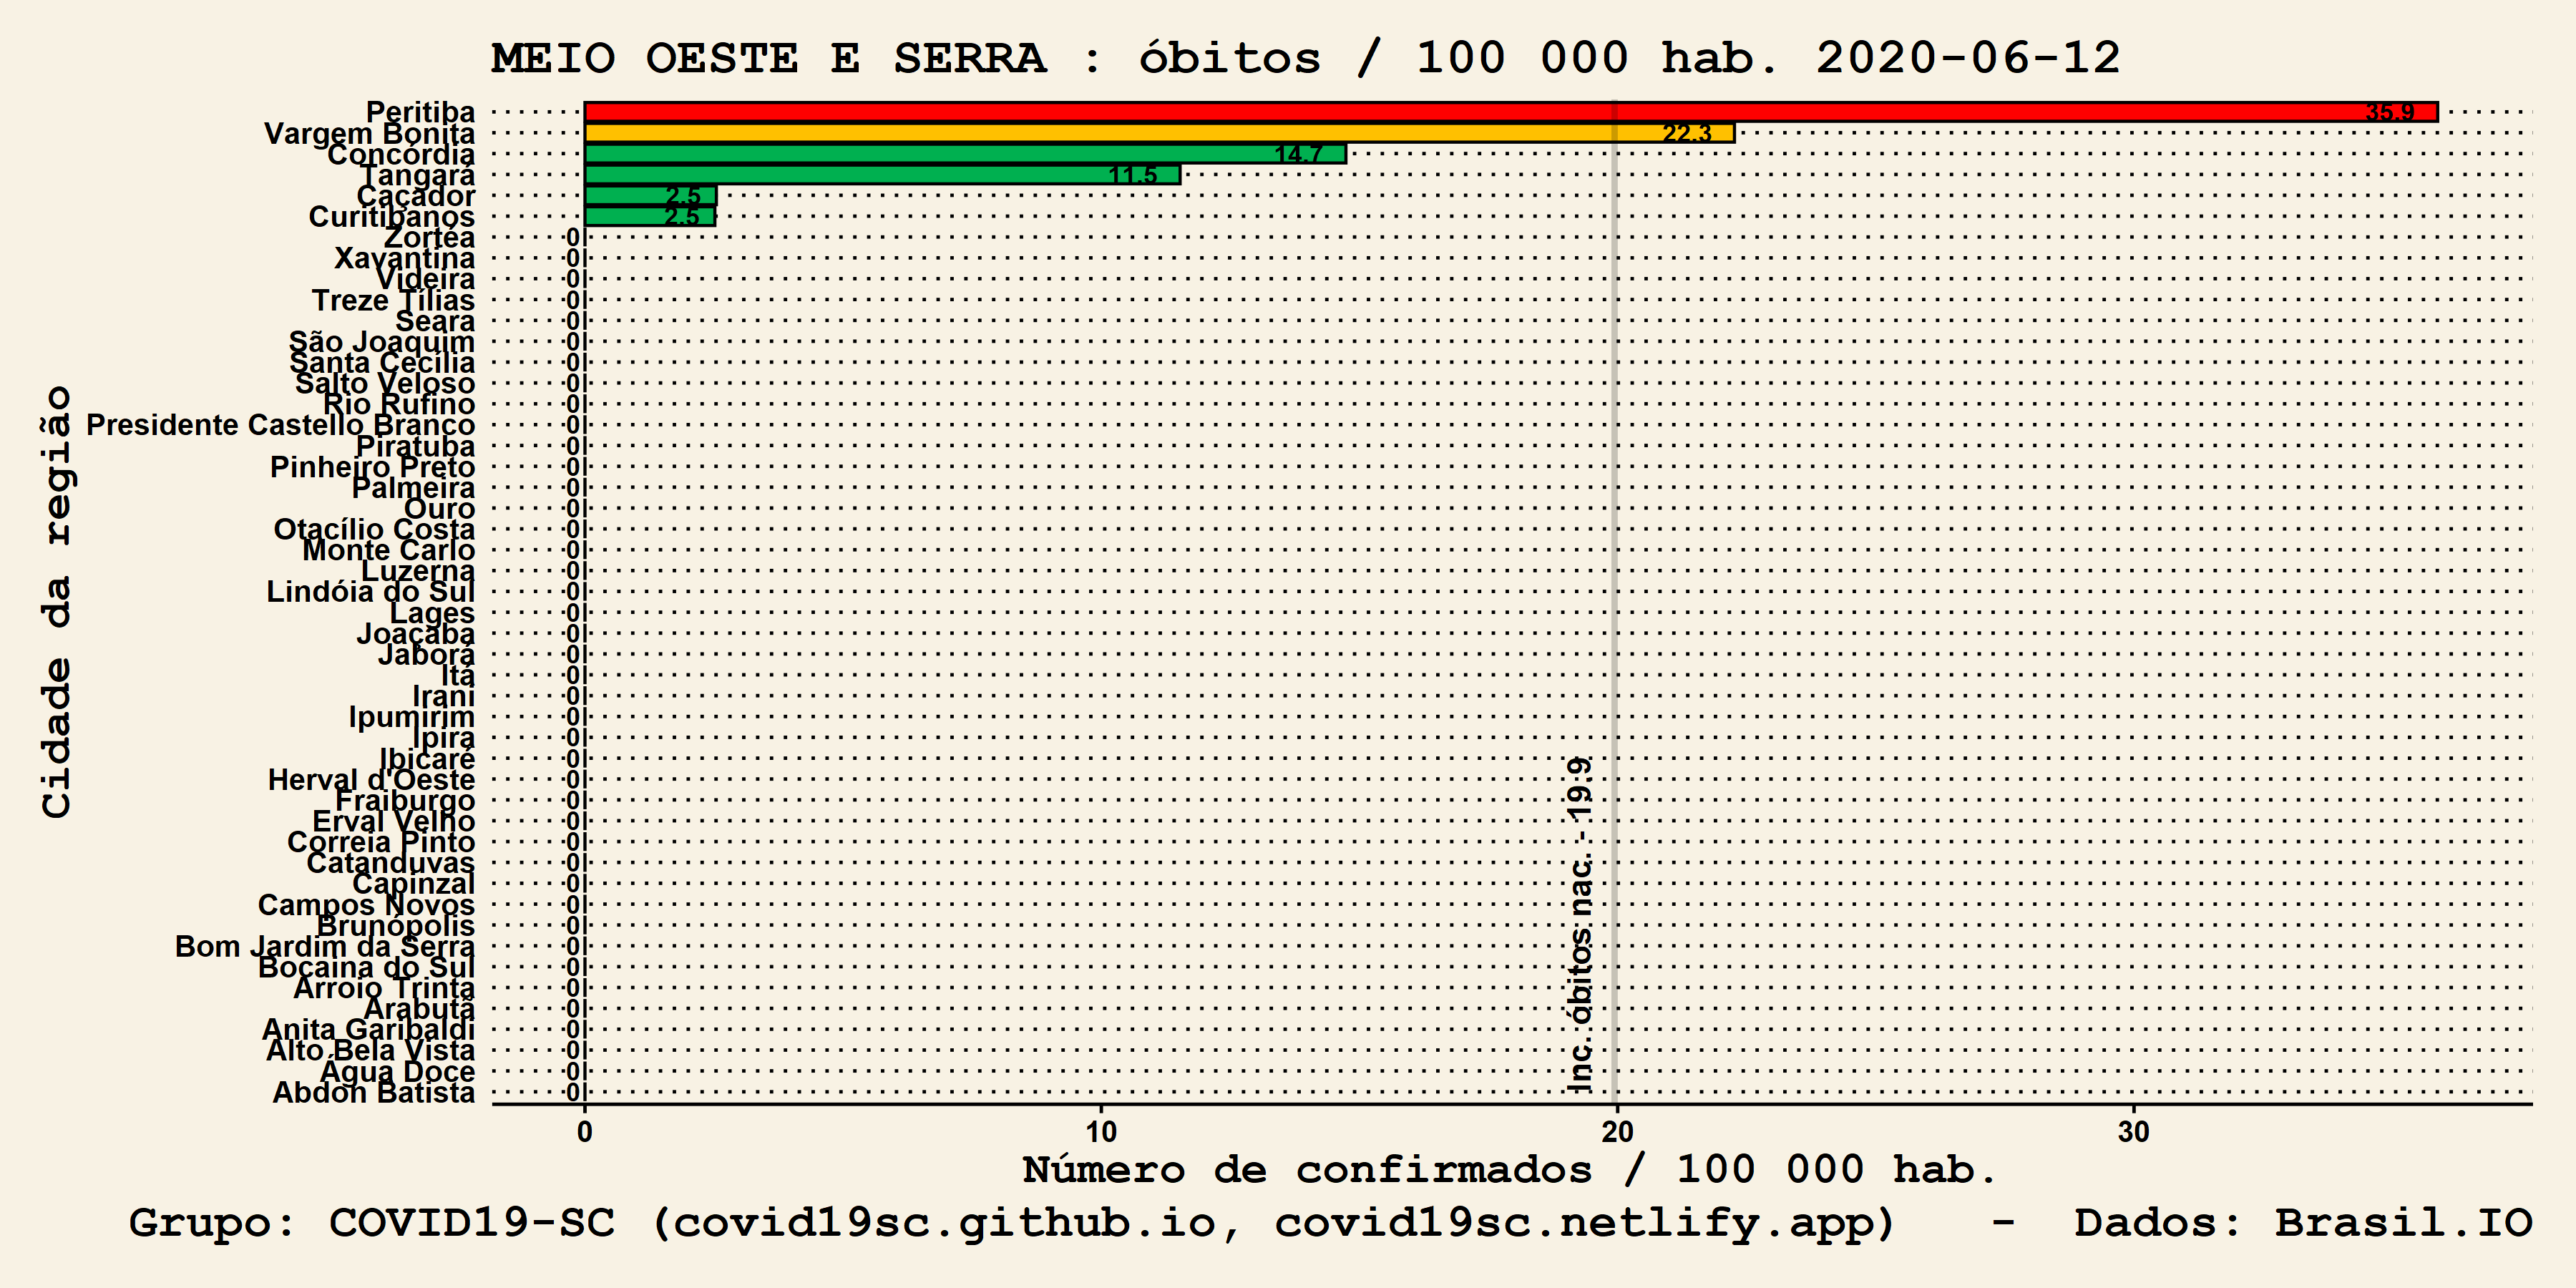 MEIO OESTE E SERRA : óbitos / 100 000 hab. 2020-06-12
Cidade da região
Peritiba 35.9
Vargem Bonita 22.3
Concórdia 14.7
Tangará 11.5
Caçador 2.5
Curitibanos 2.5
Zortéa 0
Xavantina 0
Videira 0
Treze Tílias 0
Seara 0
São Joaquim 0
Santa Cecília 0
Salto Veloso 0
Rio Rufino 0
Presidente Castello Branco 0
Piratuba 0
Pinheiro Preto 0
Palmeira 0
Ouro 0
Otacílio Costa 0
Monte Carlo 0
Luzerna 0
Lindóia do Sul 0
Lages 0
Joaçaba 0
Jaborá 0
Itá 0
Irani 0
Ipumirim 0
Ipira 0
Ibicaré 0
Herval d'Oeste 0
Fraiburgo 0
Erval Velho 0
Correia Pinto 0
Catanduvas 0
Capinzal 0
Campos Novos 0
Brunópolis 0
Bom Jardim da Serra 0
Bocaina do Sul 0
Arroio Trinta 0
Arabutã 0
Anita Garibaldi 0
Alto Bela Vista 0
Água Doce 0
Abdon Batista 0
Inc. óbitos nac. - 19.9
0 10 20 30
Número de confirmados / 100 000 hab.
Grupo: COVID19-SC (covid19sc.github.io, covid19sc.netlify.app) - Dados: Brasil.IO